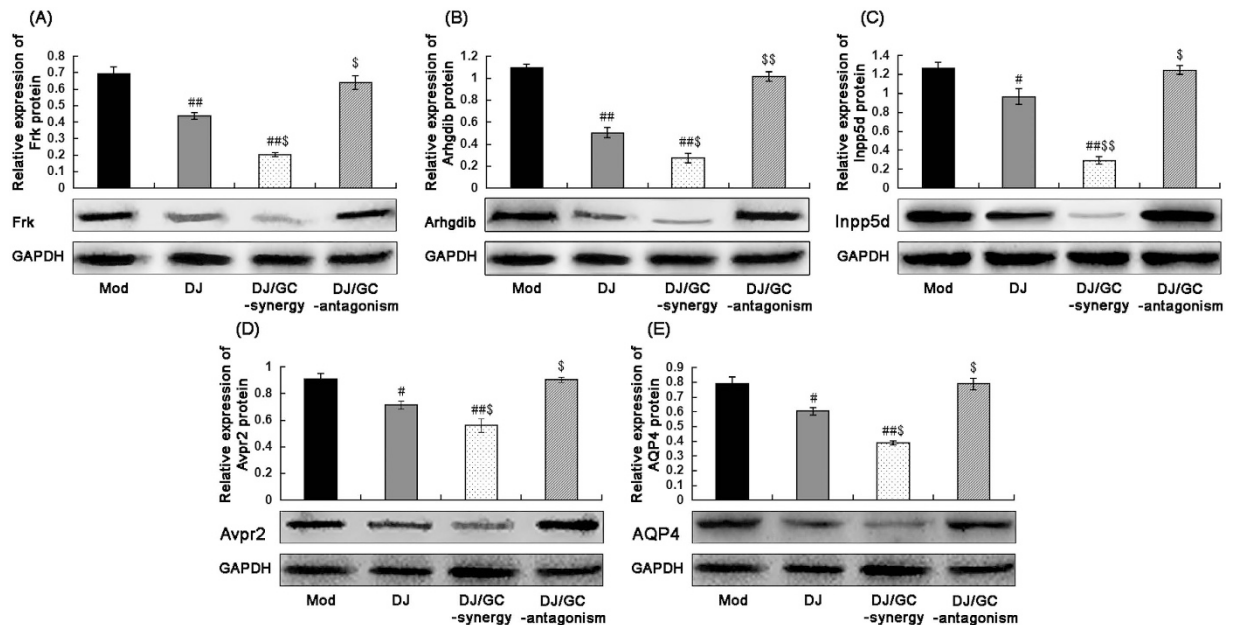 (A)
Relative expression of
Frk protein
0.8
0.7
0.6
0.5
0.4
0.3
0.2
0.1
0
##
##$
$
Frk
GAPDH
Mod
DJ
DJ/GC
-synergy
DJ/GC
-antagonism
(B)
Relative expression of
Arhgdib protein
1.2
1
0.8
0.6
0.4
0.2
0
##
##$
$$
Arhgdib
GAPDH
Mod
DJ
DJ/GC
-synergy
DJ/GC
-antagonism
(C)
Relative expression of
Inpp5d protein
1.4
1.2
1.0
0.8
0.6
0.4
0.2
0
#
##$$
$
Inpp5d
GAPDH
Mod
DJ
DJ/GC
-synergy
DJ/GC
-antagonism
(D)
Relative expression of
Avpr2 protein
1
0.8
0.6
0.4
0.2
0
#
##$
$
Avpr2
GAPDH
Mod
DJ
DJ/GC
-synergy
DJ/GC
-antagonism
(E)
Relative expression of
AQP4 protein
0.9
0.8
0.7
0.6
0.5
0.4
0.3
0.2
0.1
0
#
##$
$
AQP4
GAPDH
Mod
DJ
DJ/GC
-synergy
DJ/GC
-antagonism